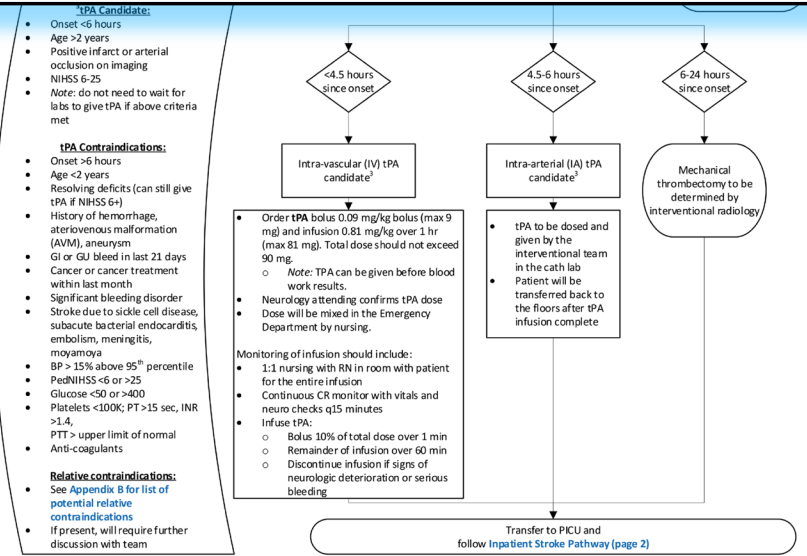 ³tPA Candidate:
• Onset <6 hours
• Age >2 years
• Positive infarct or arterial
occlusion on imaging
• NIHSS 6-25
• Note: do not need to wait for
labs to give tPA if above criteria
met
tPA Contraindications:
• Onset >6 hours
• Age <2 years
• Resolving deficits (can still give
tPA if NIHSS 6+)
• History of hemorrhage,
ateriovenous malformation
(AVM), aneurysm
• GI or GU bleed in last 21 days
• Cancer or cancer treatment
within last month
• Significant bleeding disorder
• Stroke due to sickle cell disease,
subacute bacterial endocarditis,
embolism, meningitis,
moyamoya
• BP > 15% above 95th percentile
• PedNIHSS <6 or >25
• Glucose <50 or >400
• Platelets <100K; PT >15 sec, INR
>1.4,
PTT > upper limit of normal
• Anti-coagulants
Relative contraindications:
• See Appendix B for list of
potential relative
contraindications
• If present, will require further
discussion with team
<4.5 hours
since onset
Intra-vascular (IV) tPA
candidate³
• Order tPA bolus 0.09 mg/kg bolus (max 9
mg) and infusion 0.81 mg/kg over 1 hr
(max 81 mg). Total dose should not exceed
90 mg.
o Note: TPA can be given before blood
work results.
• Neurology attending confirms tPA dose
• Dose will be mixed in the Emergency
Department by nursing.
Monitoring of infusion should include:
• 1:1 nursing with RN in room with patient
for the entire infusion
• Continuous CR monitor with vitals and
neuro checks q15 minutes
• Infuse tPA:
o Bolus 10% of total dose over 1 min
o Remainder of infusion over 60 min
o Discontinue infusion if signs of
neurologic deterioration or serious
bleeding
4.5-6 hours
since onset
Intra-arterial (IA) tPA
candidate³
• tPA to be dosed and
given by the
interventional team
in the cath lab
• Patient will be
transferred back to
the floors after tPA
infusion complete
6-24 hours
since onset
Mechanical
thrombectomy to be
determined by
interventional radiology
Transfer to PICU and
follow Inpatient Stroke Pathway (page 2)